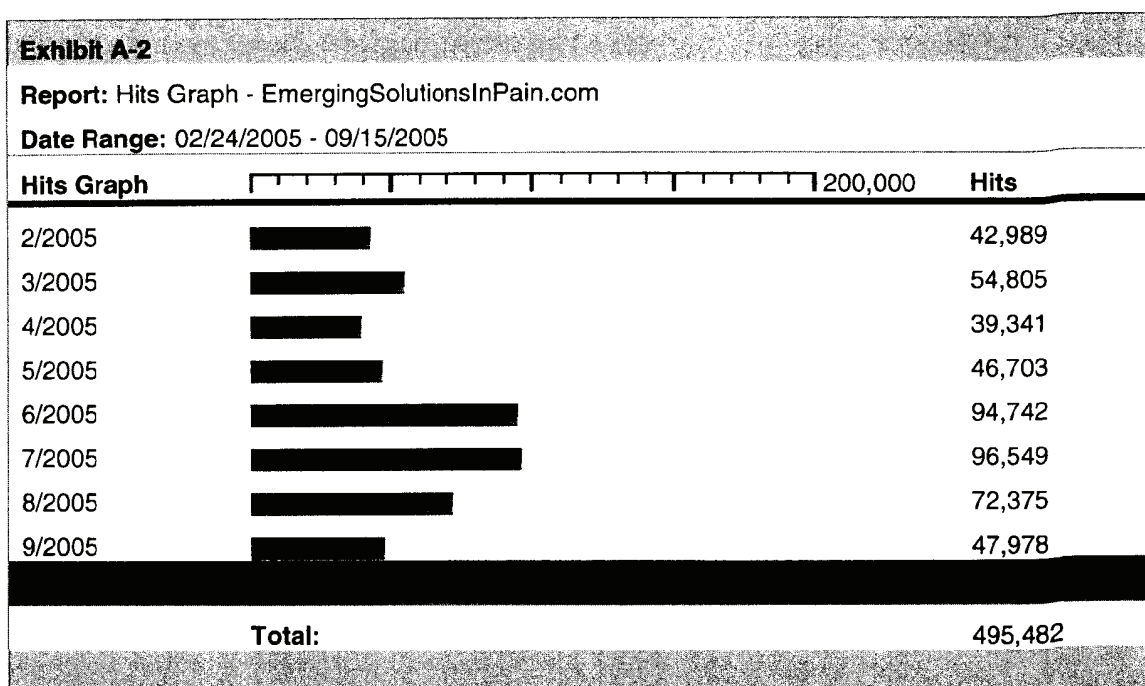 Exhibit A-2
Report: Hits Graph - EmergingSolutionsInPain.com
Date Range: 02/24/2005 - 09/15/2005
Hits Graph 200,000 Hits
2/2005 42,989
3/2005 54,805
4/2005 39,341
5/2005 46,703
6/2005 94,742
7/2005 96,549
8/2005 72,375
9/2005 47,978
Total: 495,482